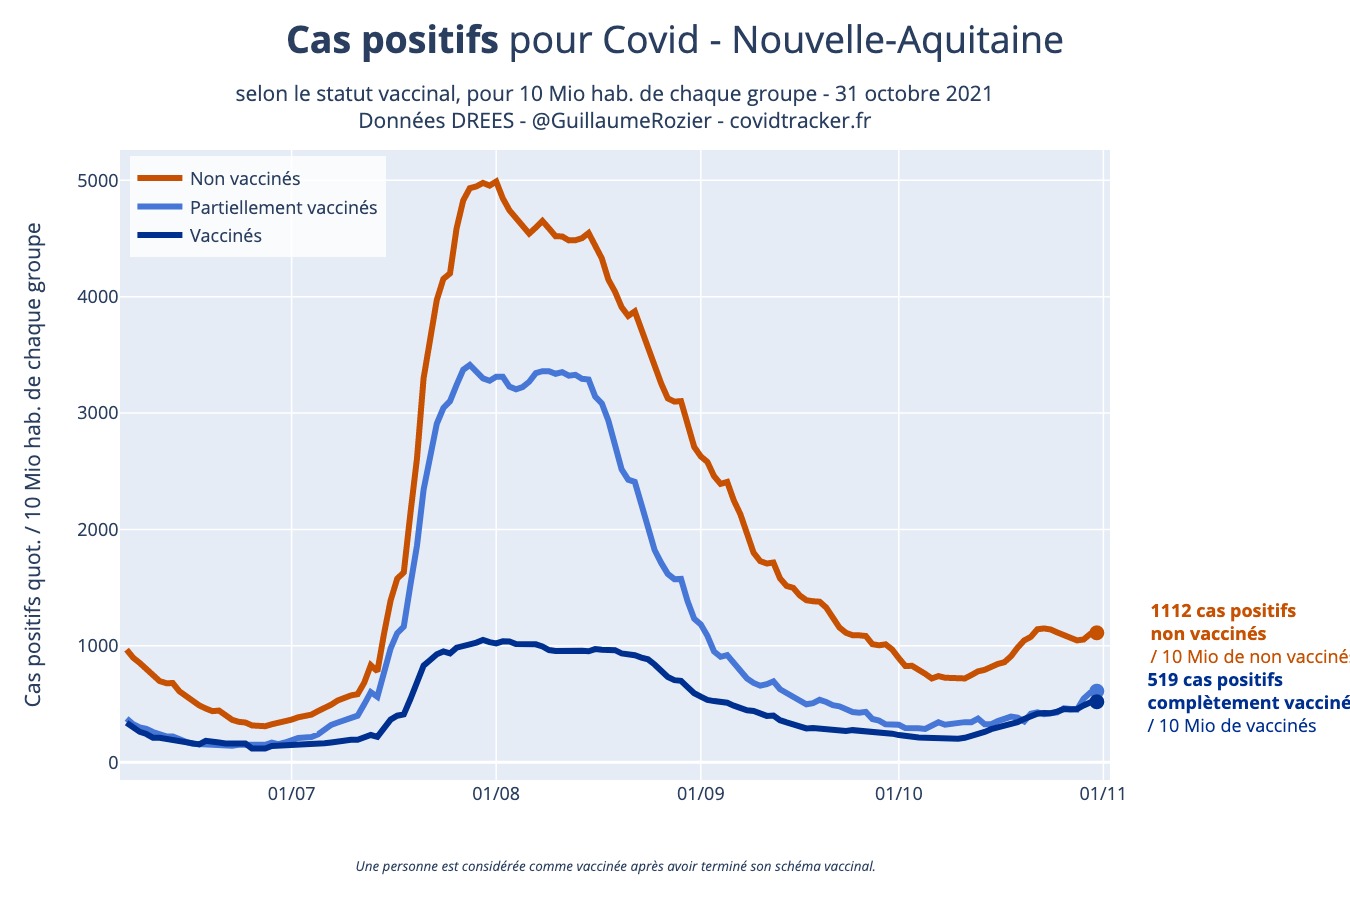 Cas positifs pour Covid - Nouvelle-Aquitaine
selon le statut vaccinal, pour 10 Mio hab. de chaque groupe - 31 octobre 2021
Données DREES - @GuillaumeRozier - covidtracker.fr
Cas positifs quot. / 10 Mio hab. de chaque groupe
5000
4000
3000
2000
1000
0
Non vaccinés
Partiellement vaccinés
Vaccinés
1112 cas positifs
non vaccinés
/ 10 Mio de non vacciné
519 cas positifs
complètement vacciné
/ 10 Mio de vaccinés
01/07
01/08
01/09
01/10
01/11
Une personne est considérée comme vaccinée après avoir terminé son schéma vaccinal.